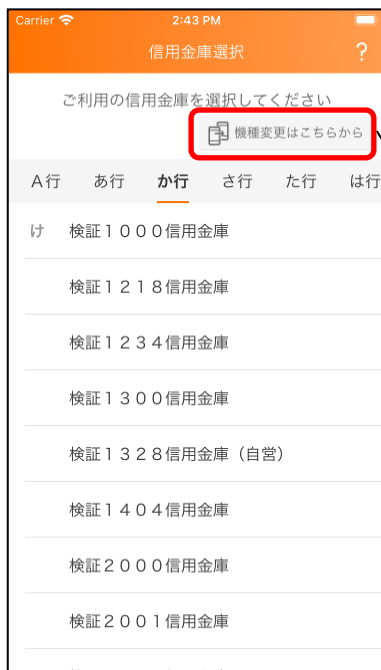 Carrier 2:43 PM
信用金庫選択 ?
ご利用の信用金庫を選択してください
機種変更はこちらから
A行 あ行 か行 さ行 た行 は行
け 検証１０００信用金庫
検証１２１８信用金庫
検証１２３４信用金庫
検証１３００信用金庫
検証１３２８信用金庫（自営）
検証１４０４信用金庫
検証２０００信用金庫
検証２００１信用金庫